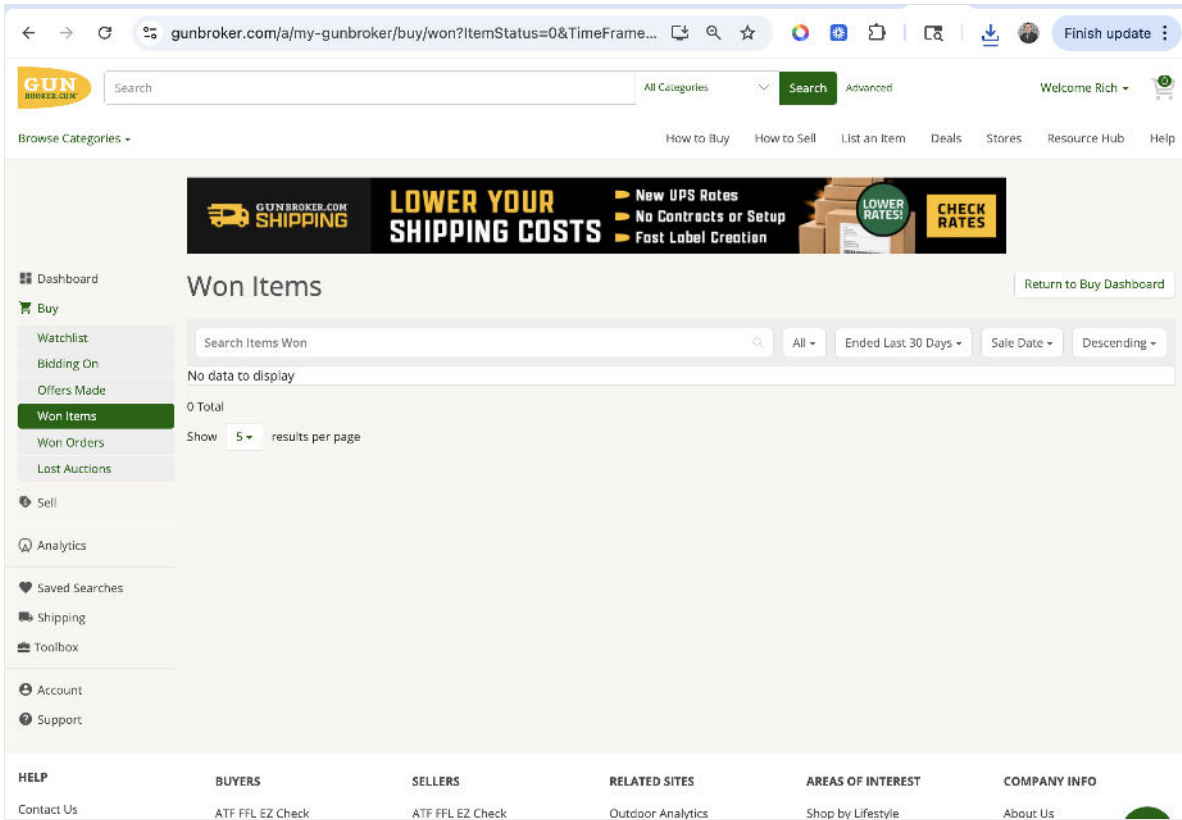 gunbroker.com/a/my-gunbroker/buy/won?ItemStatus=0&TimeFrame...
Finish update
GUN
BROKER.COM
Search
All Categories
Search
Advanced
Welcome Rich
0
Browse Categories
How to Buy
How to Sell
List an Item
Deals
Stores
Resource Hub
Help
GUNBROKER.COM
SHIPPING
LOWER YOUR
SHIPPING COSTS
New UPS Rates
No Contracts or Setup
Fast Label Creation
LOWER
RATES!
CHECK
RATES
Dashboard
Buy
Watchlist
Bidding On
Offers Made
Won Items
Won Orders
Lost Auctions
Sell
Analytics
Saved Searches
Shipping
Toolbox
Account
Support
Won Items
Return to Buy Dashboard
Search Items Won
All
Ended Last 30 Days
Sale Date
Descending
No data to display
0 Total
Show 5 results per page
HELP
Contact Us
BUYERS
ATF FFL EZ Check
SELLERS
ATF FFL EZ Check
RELATED SITES
Outdoor Analytics
AREAS OF INTEREST
Shop by Lifestyle
COMPANY INFO
About Us